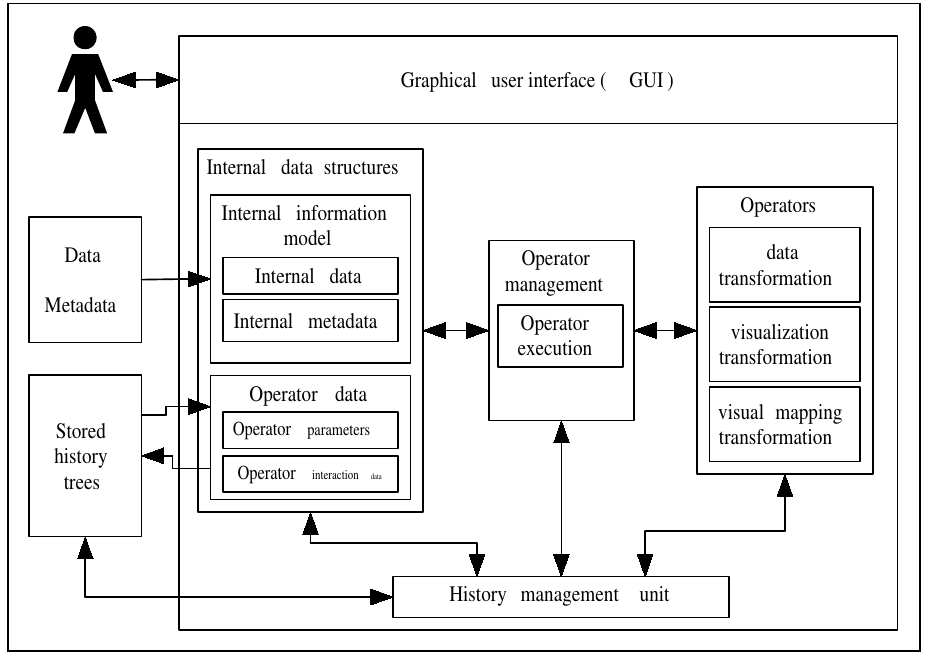 Graphical user interface ( GUI )
Internal data structures
Internal information
model
Internal data
Internal metadata
Operator data
Operator parameters
Operator interaction data
Data
Metadata
Stored
history
trees
Operator
management
Operator
execution
Operators
data
transformation
visualization
transformation
visual mapping
transformation
History management unit